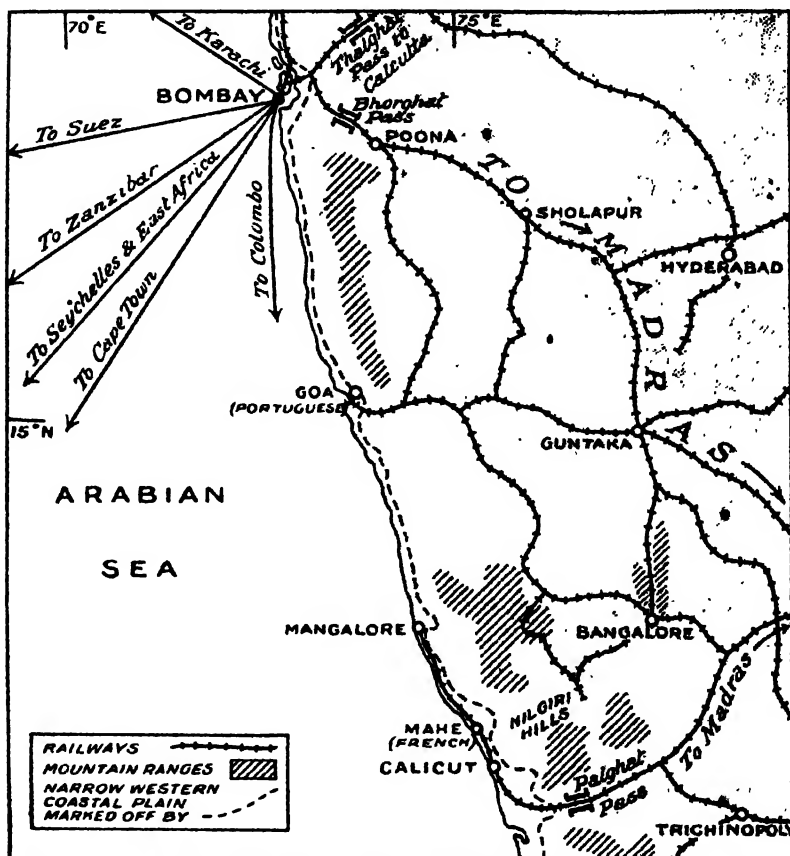 70°E
75°E
To Karachi
Thalghat
Pass to
Calcutta
BOMBAY
Bhorghat
Pass
POONA
To Suez
To Zanzibar
To Seychelles & East Africa
To Cape Town
To Colombo
TO MADRAS
SHOLAPUR
HYDERABAD
GOA
(PORTUGUESE)
15°N
GUNTAKA
ARABIAN
SEA
MANGALORE
BANGALORE
NILGIRI
HILLS
MAHE
(FRENCH)
CALICUT
Palghat
Pass
To Madras
TRICHINOPOLY
RAILWAYS
MOUNTAIN RANGES
NARROW WESTERN
COASTAL PLAIN
MARKED OFF BY